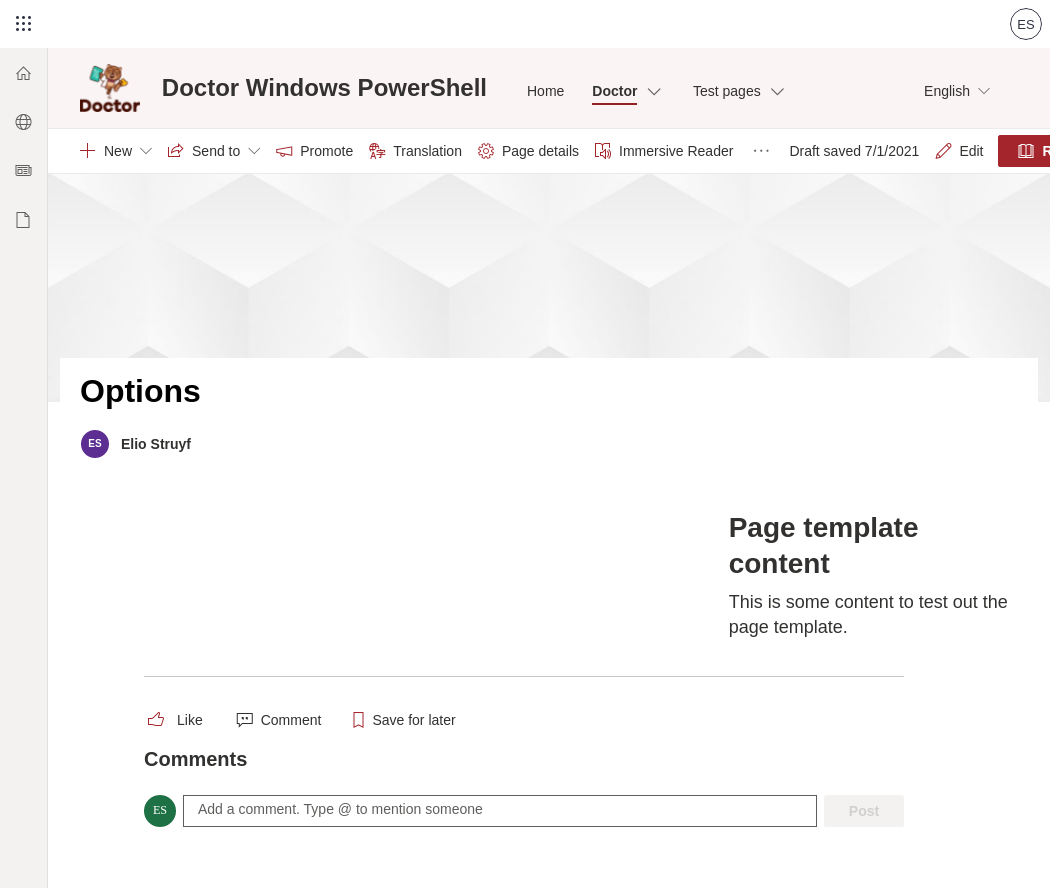 ES
Doctor
Doctor Windows PowerShell
Home
Doctor
Test pages
English
New
Send to
Promote
Translation
Page details
Immersive Reader
Draft saved 7/1/2021
Edit
Options
ES
Elio Struyf
Page template
content
This is some content to test out the
page template.
Like
Comment
Save for later
Comments
ES
Add a comment. Type @ to mention someone
Post